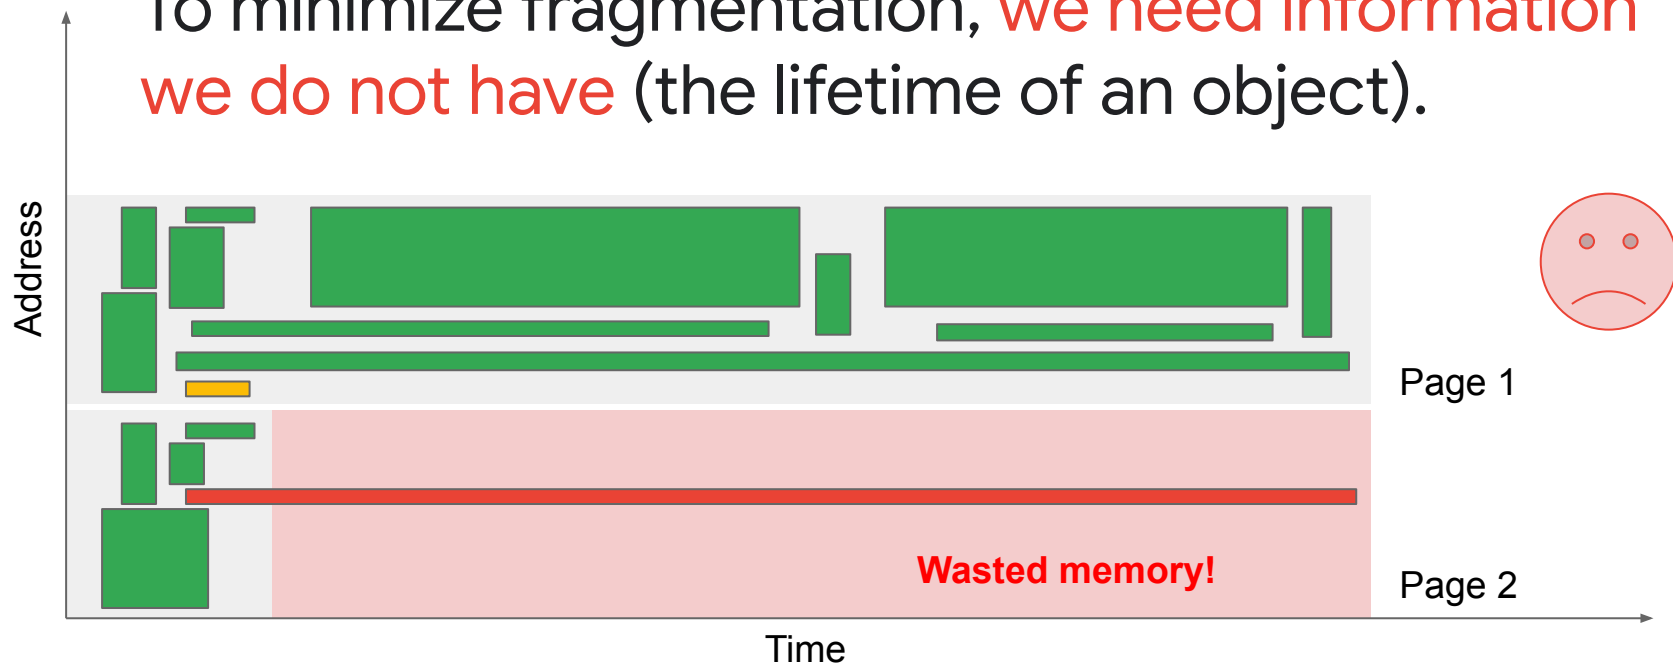 To minimize fragmentation, we need information
we do not have (the lifetime of an object).
Address
Page 1
Wasted memory!
Page 2
Time